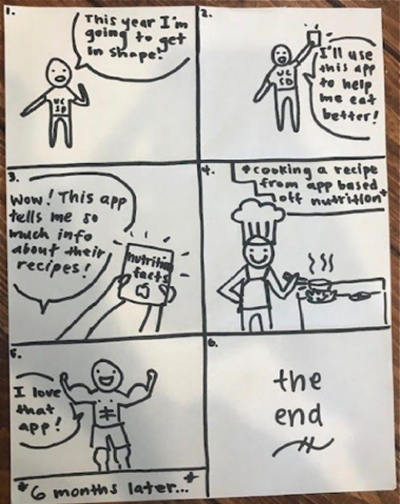 1.
This year I'm
going to get
in shape!
UC
SD
2.
I'll use
this app
to help
me eat
better!
UC
SD
3.
Wow! This app
tells me so
much info
about their
recipes!
nutrition
facts
4.
*cooking a recipe
from app based
off nutrition*
5.
I love
that
app!
*6 months later...*
6.
the
end